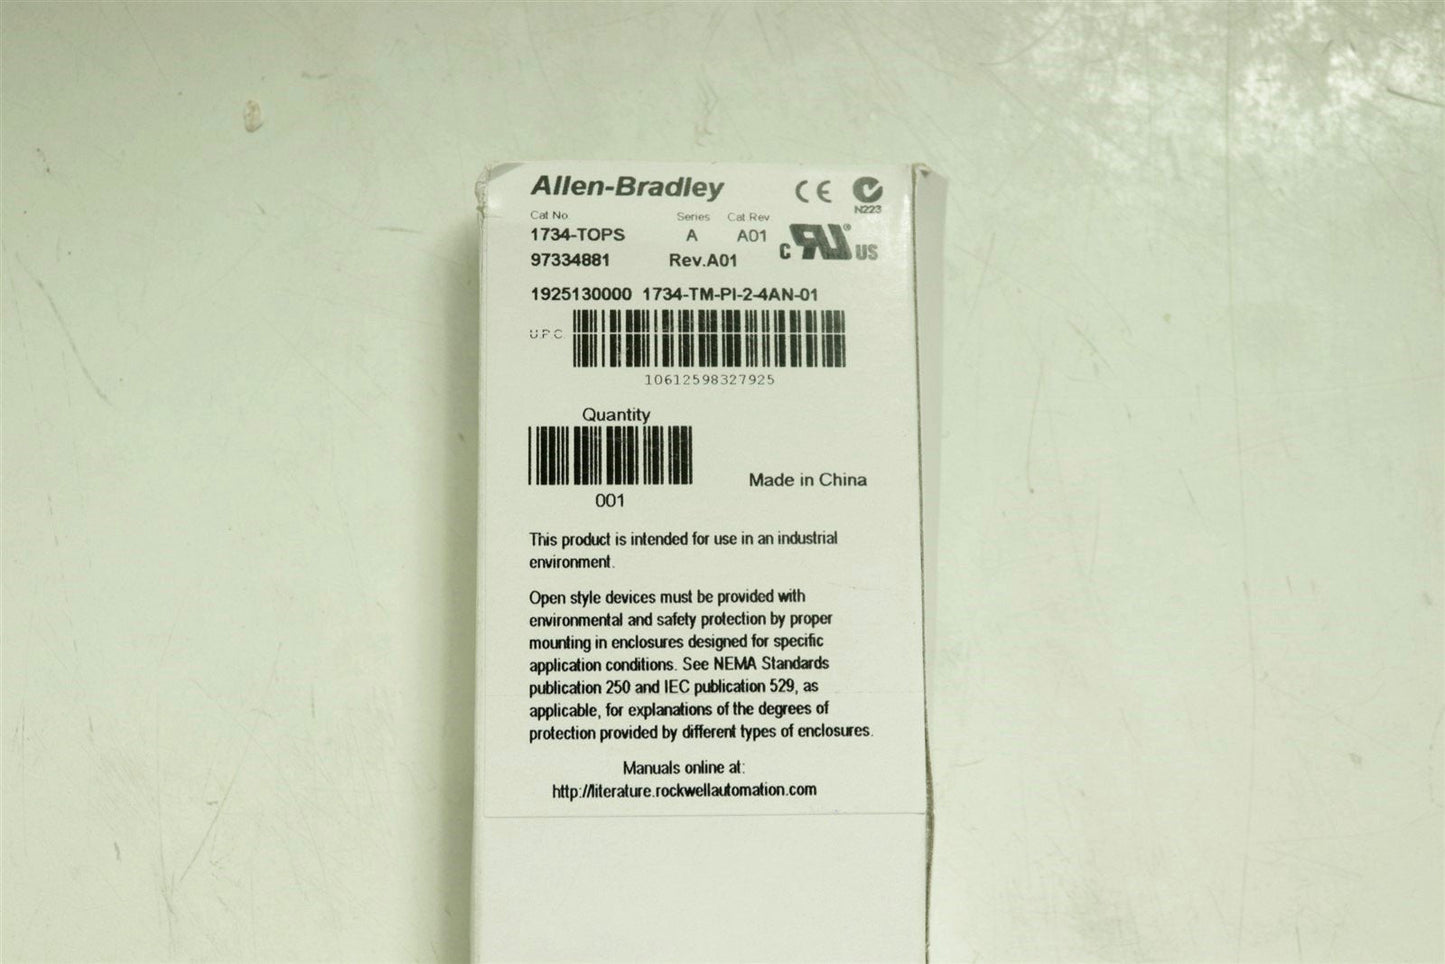 Allen-Bradley CE N223
Cat No. Series Cat Rev.
1734-TOPS A A01 c RU® US
97334881 Rev.A01
1925130000 1734-TM-PI-2-4AN-01
UPC
10612598327925
Quantity
001
Made in China
This product is intended for use in an industrial
environment.
Open style devices must be provided with
environmental and safety protection by proper
mounting in enclosures designed for specific
application conditions. See NEMA Standards
publication 250 and IEC publication 529, as
applicable, for explanations of the degrees of
protection provided by different types of enclosures.
Manuals online at:
http://literature.rockwellautomation.com